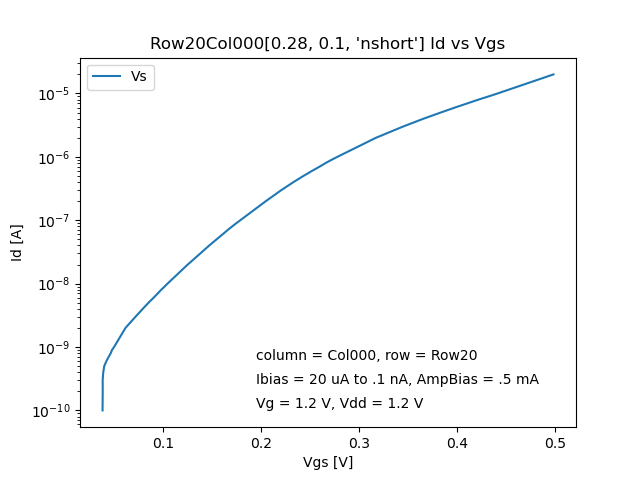 Row20Col000[0.28, 0.1, 'nshort'] Id vs Vgs
Vs
10⁻⁵
10⁻⁶
10⁻⁷
10⁻⁸
10⁻⁹
10⁻¹⁰
Id [A]
column = Col000, row = Row20
Ibias = 20 uA to .1 nA, AmpBias = .5 mA
Vg = 1.2 V, Vdd = 1.2 V
0.1 0.2 0.3 0.4 0.5
Vgs [V]